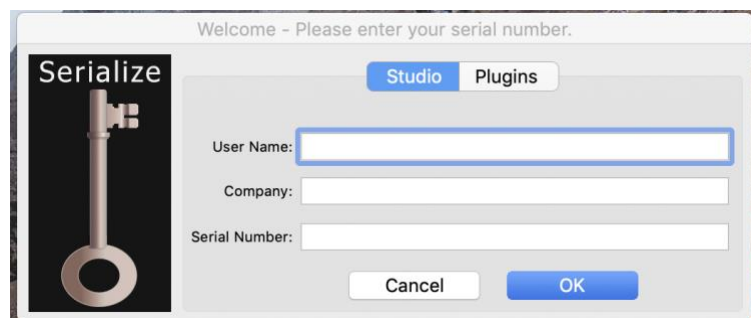 Welcome - Please enter your serial number.
Serialize
Studio Plugins
User Name:
Company:
Serial Number:
Cancel OK